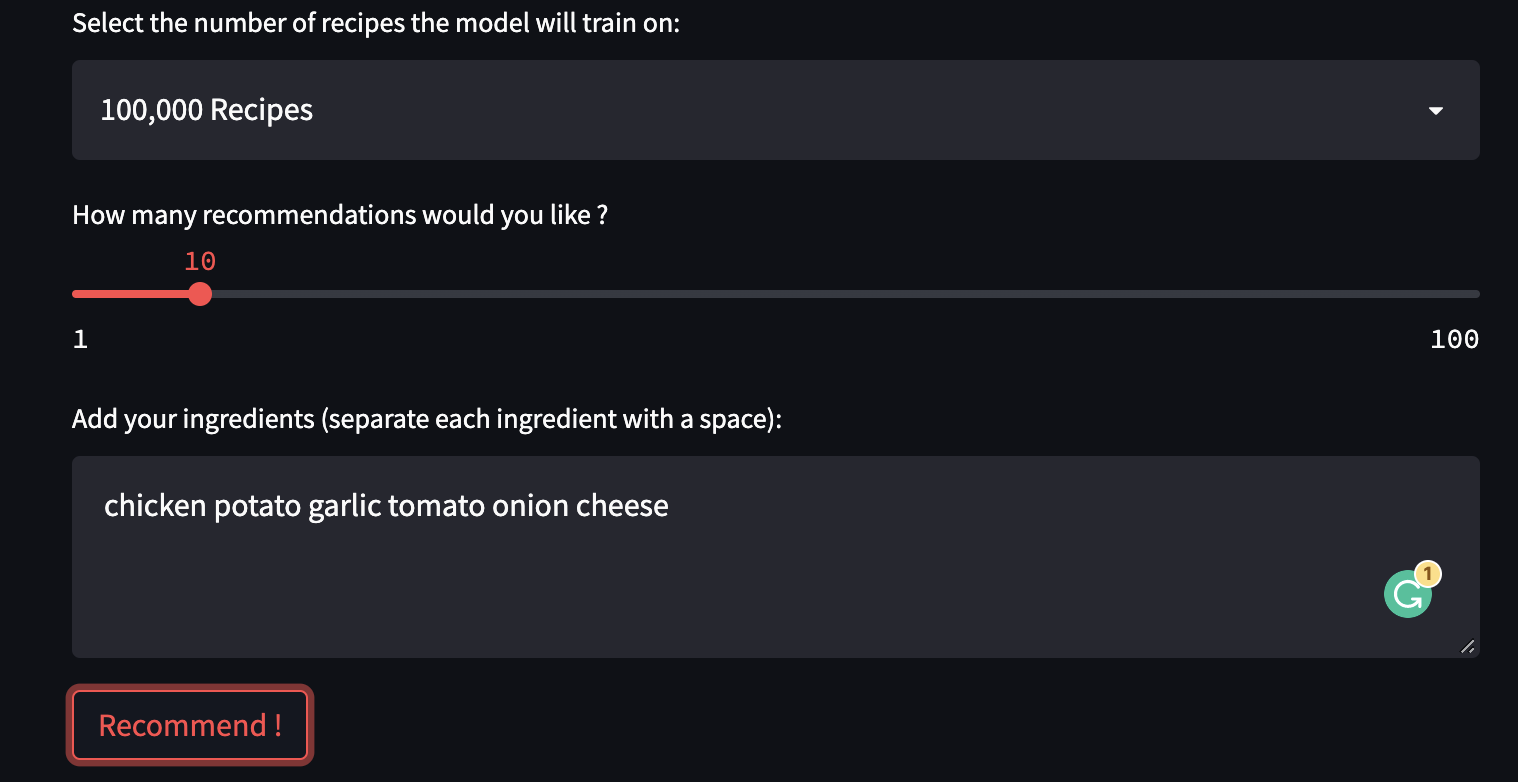 Select the number of recipes the model will train on:
100,000 Recipes
How many recommendations would you like ?
10
1
100
Add your ingredients (separate each ingredient with a space):
chicken potato garlic tomato onion cheese
1
Recommend !